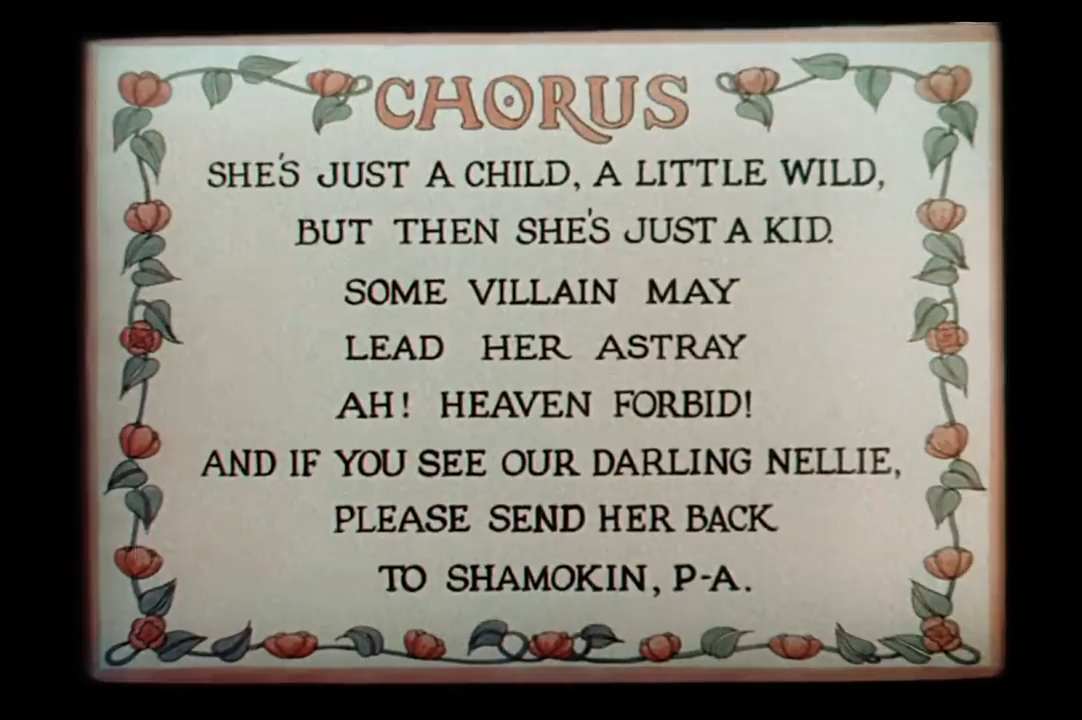 CHORUS
SHE'S JUST A CHILD, A LITTLE WILD,
BUT THEN SHE'S JUST A KID.
SOME VILLAIN MAY
LEAD HER ASTRAY
AH! HEAVEN FORBID!
AND IF YOU SEE OUR DARLING NELLIE,
PLEASE SEND HER BACK
TO SHAMOKIN, P-A.